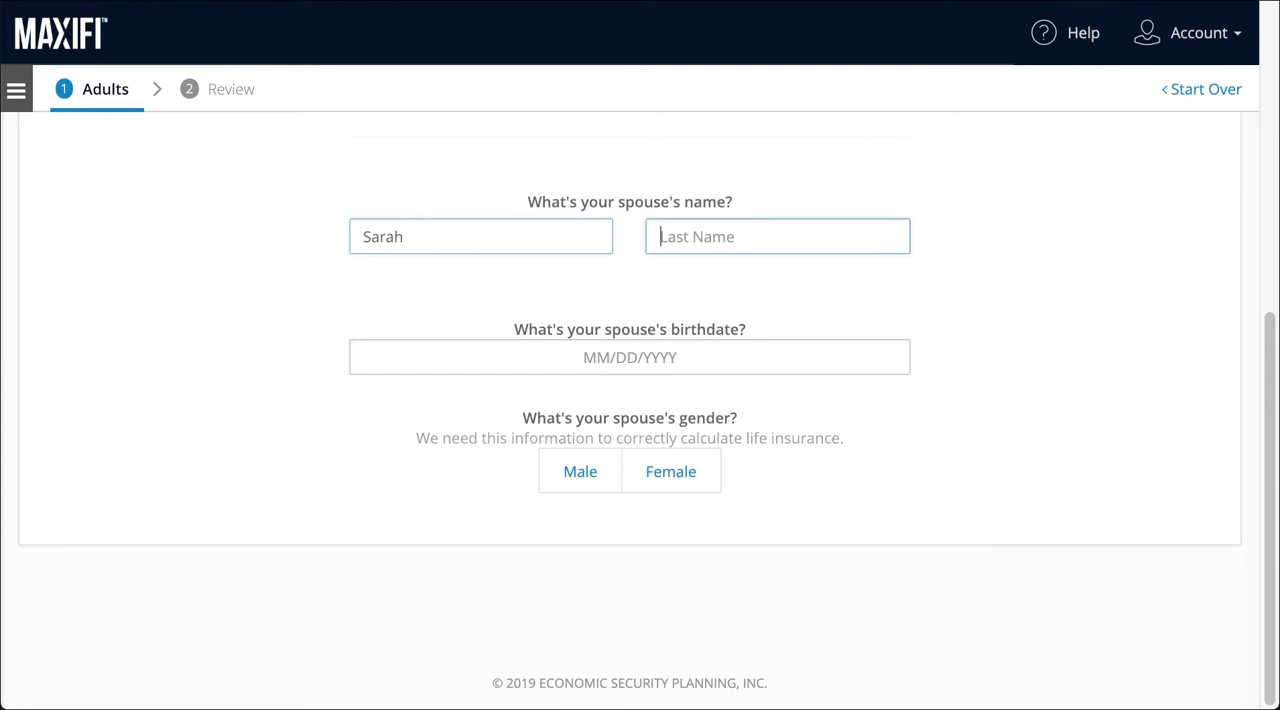 MAXIFI™
? Help Account
1 Adults > 2 Review < Start Over
What's your spouse's name?
Sarah Last Name
What's your spouse's birthdate?
MM/DD/YYYY
What's your spouse's gender?
We need this information to correctly calculate life insurance.
Male Female
© 2019 ECONOMIC SECURITY PLANNING, INC.